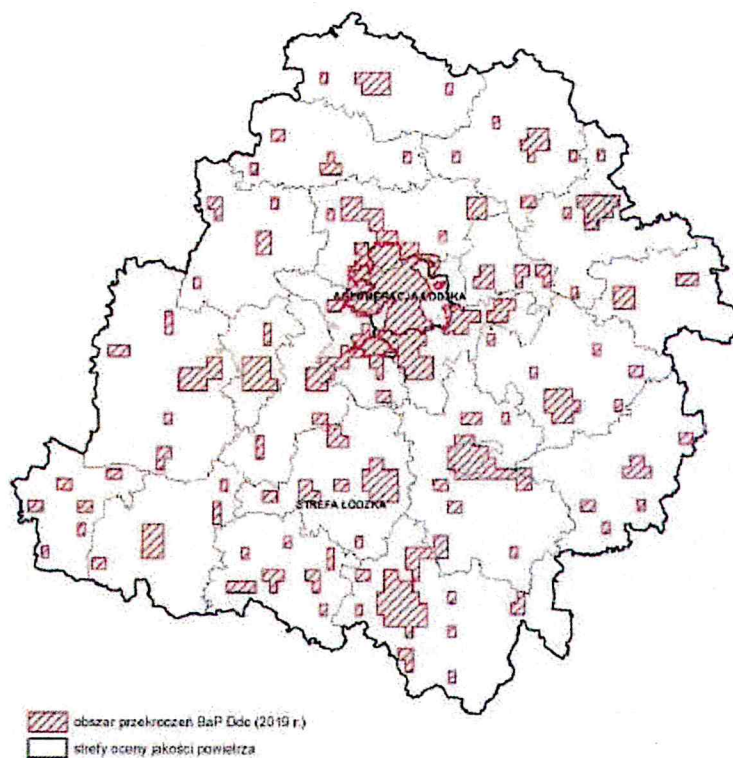 AGLOMERACJA ŁÓDZKA
STREFA ŁÓDZKA
obszar przekroczeń BaP Ddc (2019 r.)
strefy oceny jakości powietrza